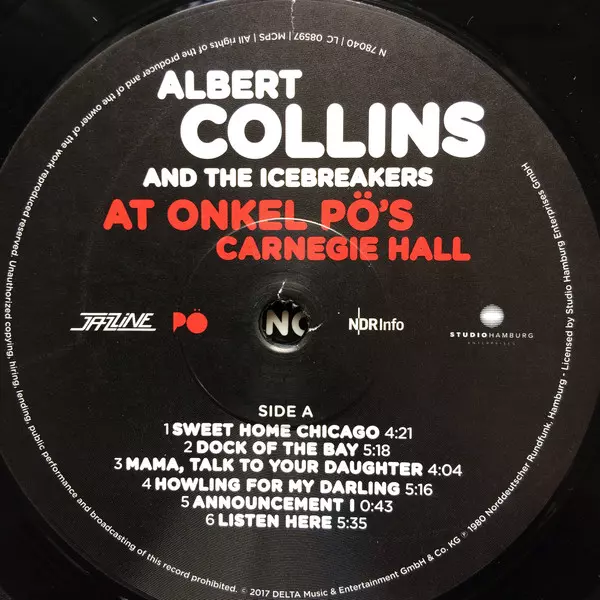 ALBERT
COLLINS
AND THE ICEBREAKERS
AT ONKEL PÖ'S
CARNEGIE HALL
JAZZLINE PÖ NDR Info STUDIO HAMBURG
ENTERPRISES
SIDE A
1 SWEET HOME CHICAGO 4:21
2 DOCK OF THE BAY 5:18
3 MAMA, TALK TO YOUR DAUGHTER 4:04
4 HOWLING FOR MY DARLING 5:16
5 ANNOUNCEMENT I 0:43
6 LISTEN HERE 5:35
N 78040 | LC 08597 | MCPS | All rights of the producer and of the owner of the work reproduced reserved. Unauthorized copying, hiring, lending, public performance and broadcasting of this record prohibited. © 2017 DELTA Music & Entertainment GmbH & Co. KG ℗ 1980 Norddeutscher Rundfunk, Hamburg - Licensed by Studio Hamburg Enterprises GmbH